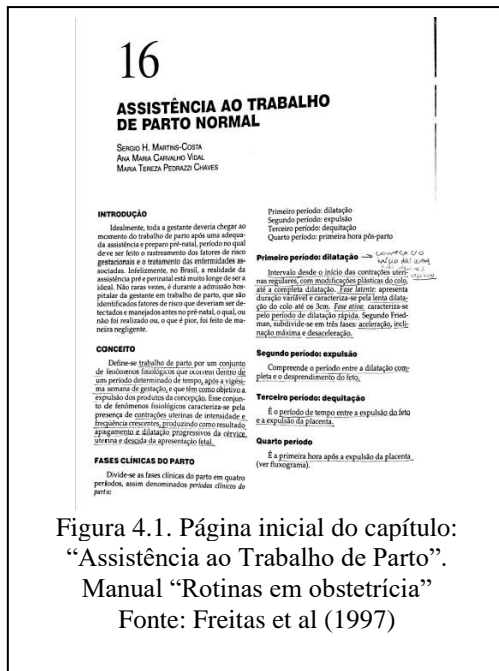 16
ASSISTÊNCIA AO TRABALHO
DE PARTO NORMAL
SERGIO H. MARTINS-COSTA
ANA MARIA CARVALHO VIDAL
MARIA TEREZA PEDRAZZI CHAVES
INTRODUÇÃO
Idealmente, toda a gestante deveria chegar ao
momento do trabalho de parto após uma adequa-
da assistência e preparo pré-natal, período no qual
deve ser feito o rastreamento dos fatores de risco
gestacionais e o tratamento das enfermidades as-
sociadas. Infelizmente, no Brasil, a realidade da
assistência pré e perinatal está muito longe de ser a
ideal. Não raras vezes, é durante a admissão hos-
pitalar da gestante em trabalho de parto, que são
identificados fatores de risco que deveriam ser de-
tectados e manejados antes no pré-natal, o qual, ou
não foi realizado ou, o que é pior, foi feito de ma-
neira negligente.
CONCEITO
Define-se trabalho de parto por um conjunto
de fenômenos fisiológicos que ocorrem dentro de
um período determinado de tempo, após a vigési-
ma semana de gestação, e que têm como objetivo a
expulsão dos produtos da concepção. Esse conjun-
to de fenômenos fisiológicos caracteriza-se pela
presença de contrações uterinas de intensidade e
freqüência crescentes, produzindo como resultado
apagamento e dilatação progressivos da cérvice
uterina e descida da apresentação fetal.
FASES CLÍNICAS DO PARTO
Divide-se as fases clínicas do parto em quatro
períodos, assim denominados períodos clínicos do
parto:
Primeiro período: dilatação
Segundo período: expulsão
Terceiro período: dequitação
Quarto período: primeira hora pós-parto
Primeiro período: dilatação
Intervalo desde o início das contrações uteri-
nas regulares, com modificações plásticas do colo,
até a completa dilatação. Fase latente: apresenta
duração variável e caracteriza-se pela lenta dilata-
ção do colo até os 3cm. Fase ativa: caracteriza-se
pelo período de dilatação rápida. Segundo Fried-
man, subdivide-se em três fases: aceleração, incli-
nação máxima e desaceleração.
Segundo período: expulsão
Compreende o período entre a dilatação com-
pleta e o desprendimento do feto.
Terceiro período: dequitação
É o período de tempo entre a expulsão do feto
e a expulsão da placenta.
Quarto período
É a primeira hora após a expulsão da placenta
(ver fluxograma).
Figura 4.1. Página inicial do capítulo:
“Assistência ao Trabalho de Parto”.
Manual “Rotinas em obstetrícia”
Fonte: Freitas et al (1997)